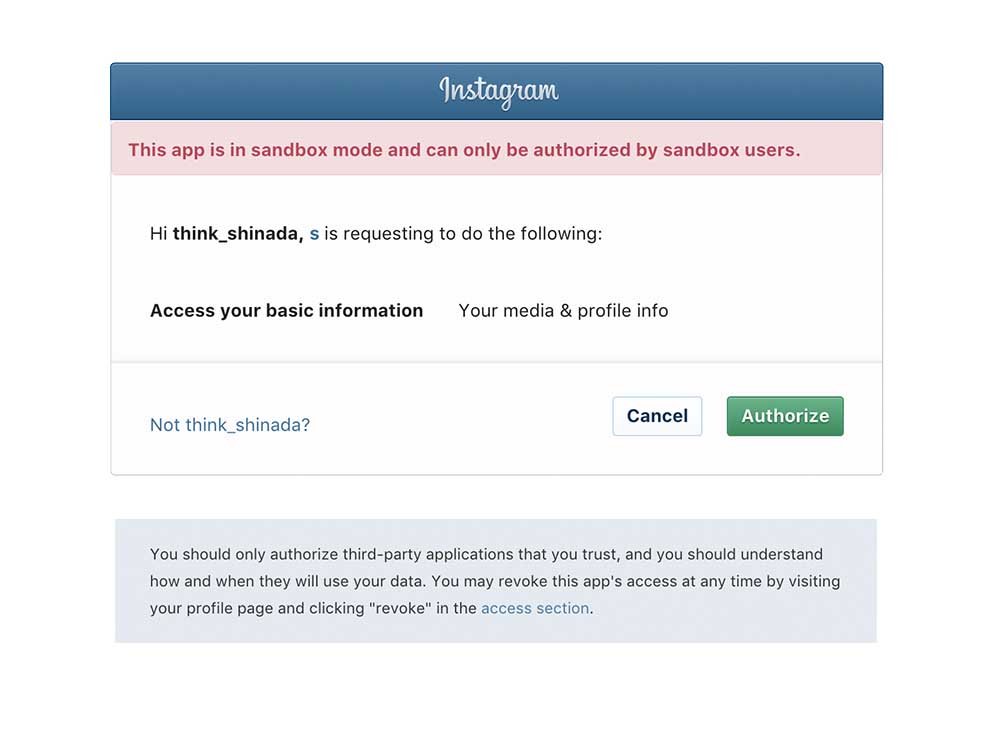 Instagram
This app is in sandbox mode and can only be authorized by sandbox users.
Hi think_shinada, s is requesting to do the following:
Access your basic information Your media & profile info
Not think_shinada?
Cancel
Authorize
You should only authorize third-party applications that you trust, and you should understand
how and when they will use your data. You may revoke this app's access at any time by visiting
your profile page and clicking "revoke" in the access section.